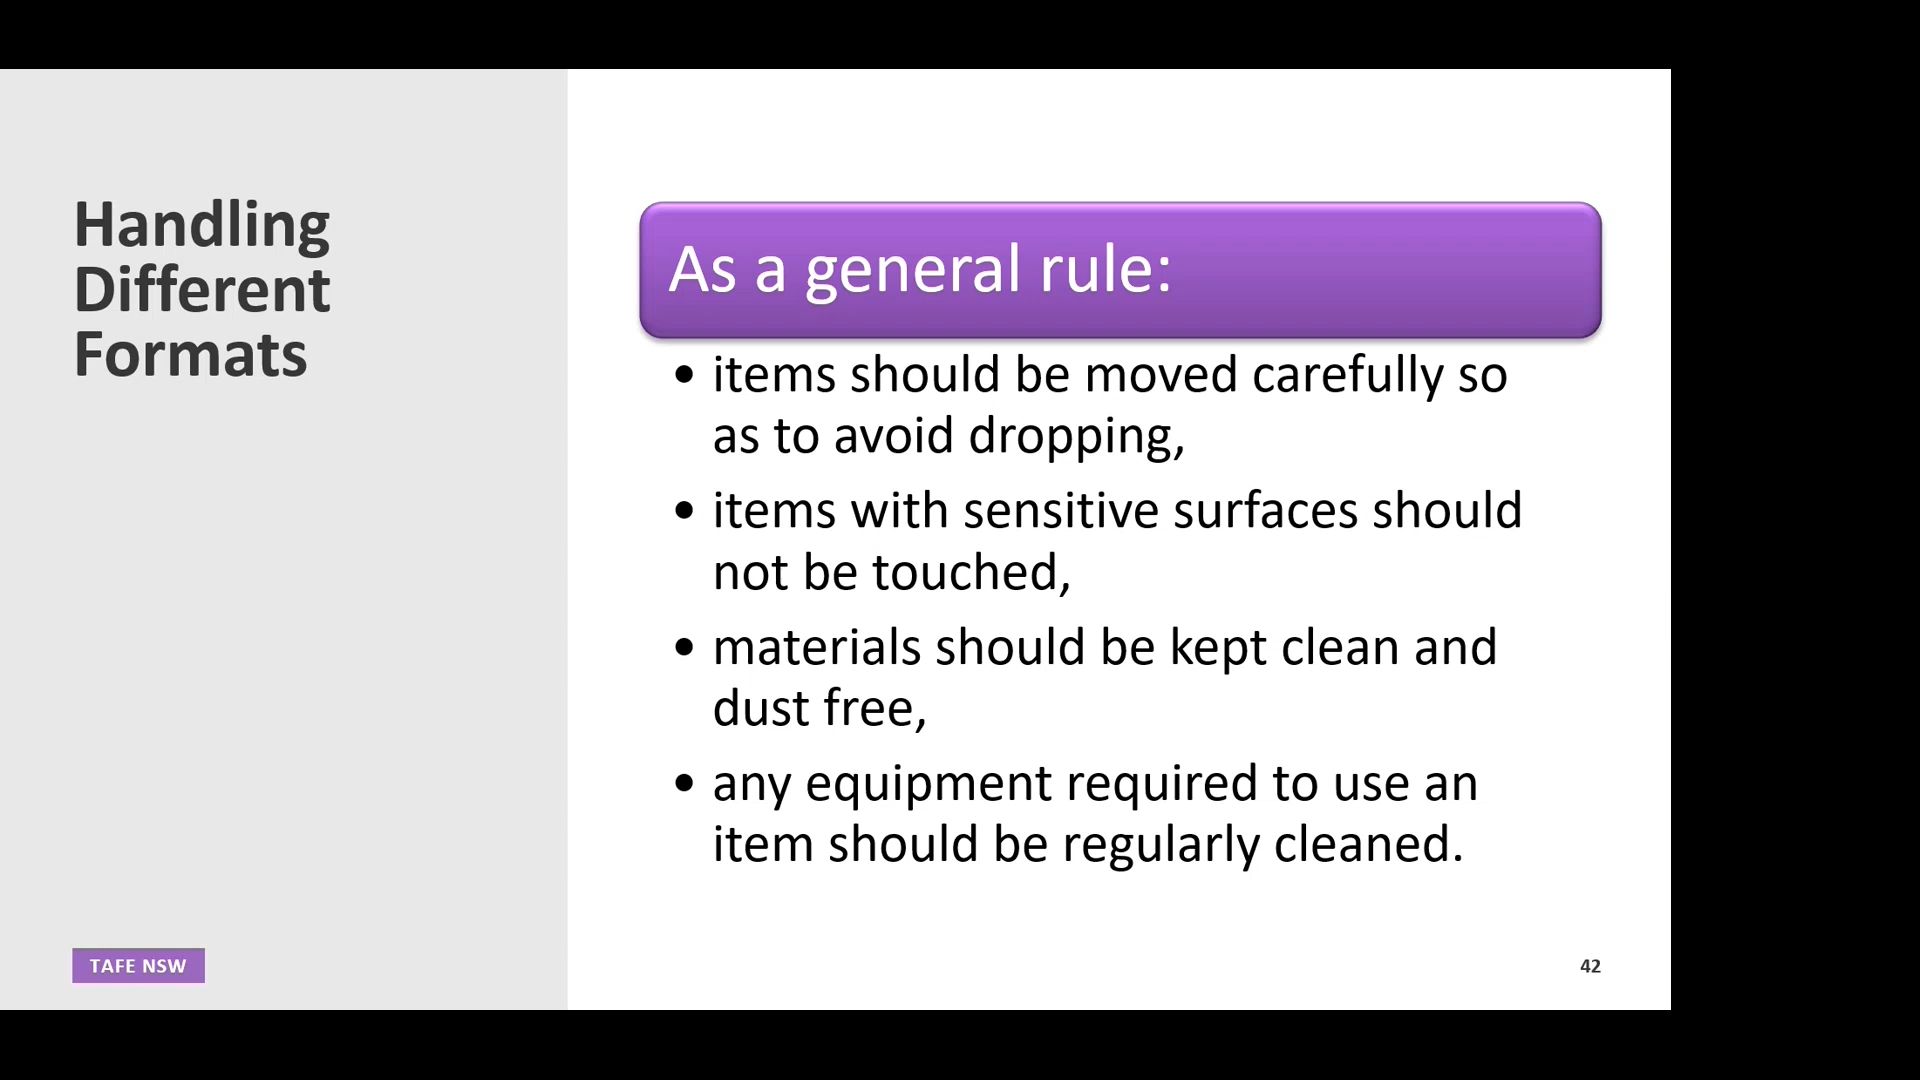 Handling
Different
Formats
As a general rule:
• items should be moved carefully so
as to avoid dropping,
• items with sensitive surfaces should
not be touched,
• materials should be kept clean and
dust free,
• any equipment required to use an
item should be regularly cleaned.
TAFE NSW
42